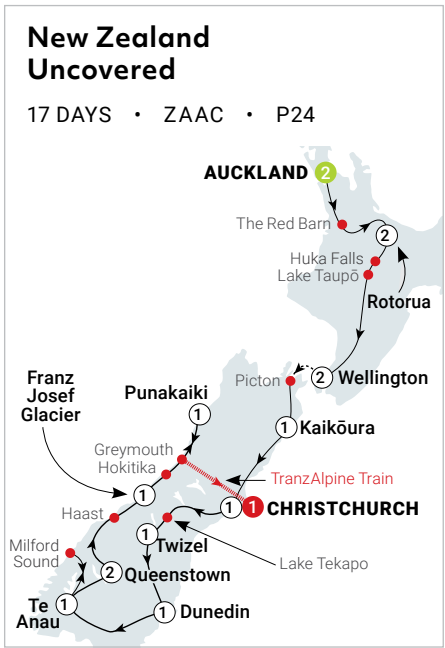 New Zealand
Uncovered
17 DAYS • ZAAC • P24
AUCKLAND 2
The Red Barn
2
Huka Falls
Lake Taupō
Rotorua
Franz
Josef
Glacier
Punakaiki
1
Picton
2 Wellington
1 Kaikōura
Greymouth
Hokitika
TranzAlpine Train
1
1 1 CHRISTCHURCH
Haast
1
Twizel
Milford
Sound
Lake Tekapo
2 Queenstown
Te
Anau
1
1 Dunedin